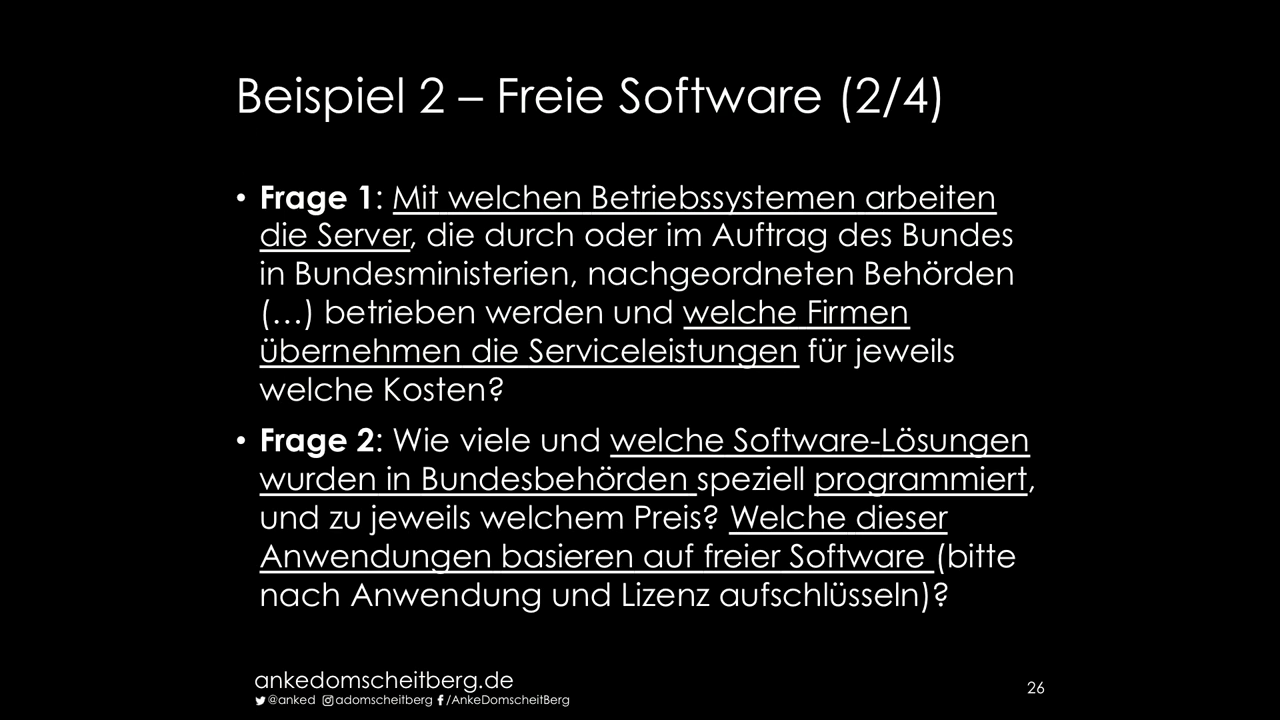 Beispiel 2 – Freie Software (2/4)
• Frage 1: Mit welchen Betriebssystemen arbeiten
die Server, die durch oder im Auftrag des Bundes
in Bundesministerien, nachgeordneten Behörden
(…) betrieben werden und welche Firmen
übernehmen die Serviceleistungen für jeweils
welche Kosten?
• Frage 2: Wie viele und welche Software-Lösungen
wurden in Bundesbehörden speziell programmiert,
und zu jeweils welchem Preis? Welche dieser
Anwendungen basieren auf freier Software (bitte
nach Anwendung und Lizenz aufschlüsseln)?
ankedomscheitberg.de
@anked adomscheitberg /AnkeDomscheitBerg
26